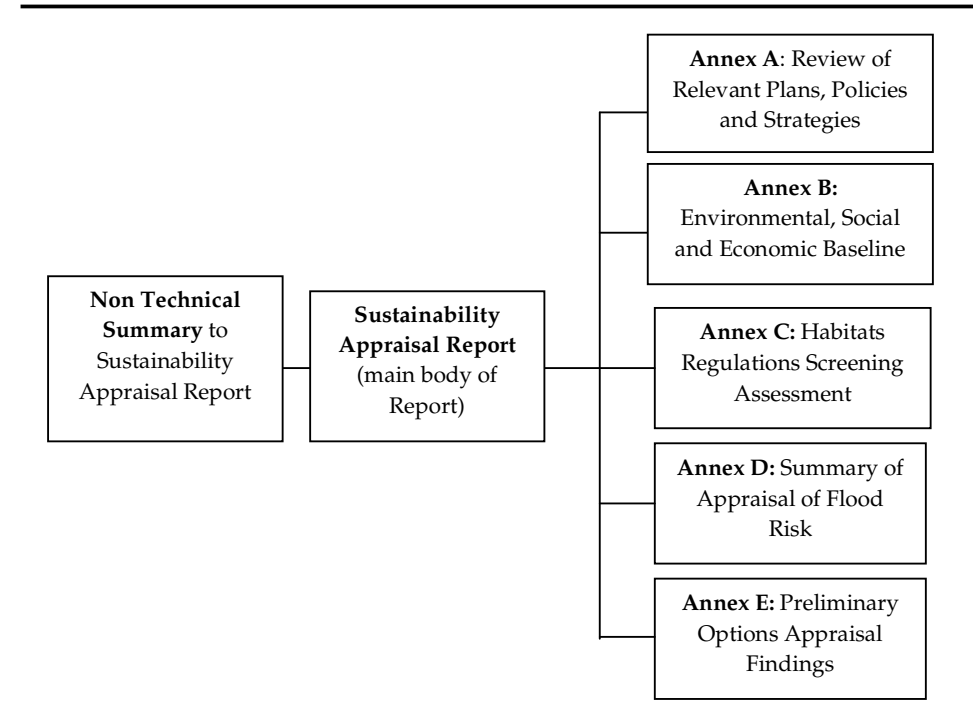 Non Technical
Summary to
Sustainability
Appraisal Report
Sustainability
Appraisal Report
(main body of
Report)
Annex A: Review of
Relevant Plans, Policies
and Strategies
Annex B:
Environmental, Social
and Economic Baseline
Annex C: Habitats
Regulations Screening
Assessment
Annex D: Summary of
Appraisal of Flood
Risk
Annex E: Preliminary
Options Appraisal
Findings